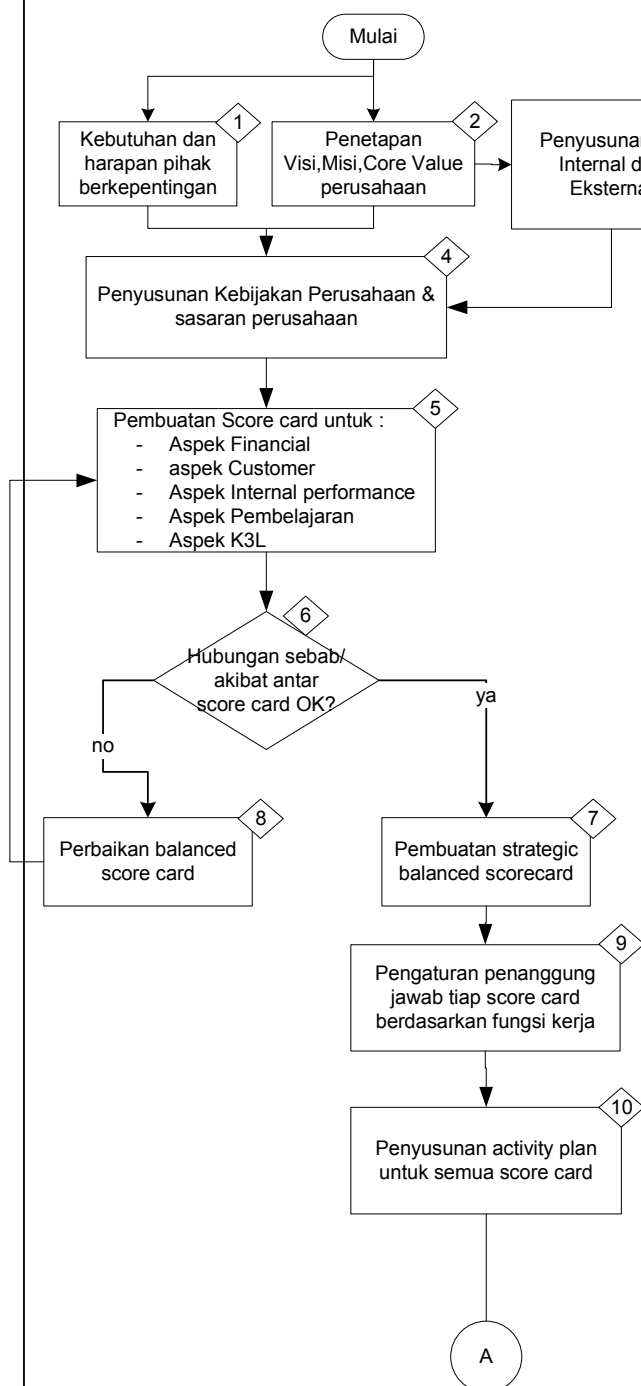 Mulai
1
Kebutuhan dan
harapan pihak
berkepentingan
2
Penetapan
Visi,Misi,Core Value
perusahaan
Penyusunan
Internal
4
Penyusunan Kebijakan Perusahaan &
sasaran perusahaan
5
Pembuatan Score card untuk :
- Aspek Financial
- aspek Customer
- Aspek Internal performance
- Aspek Pembelajaran
- Aspek K3L
6
Hubungan sebab/
akibat antar
score card OK?
no
ya
8
Perbaikan balanced
score card
7
Pembuatan strategic
balanced scorecard
9
Pengaturan penanggung
jawab tiap score card
berdasarkan fungsi kerja
10
Penyusunan activity plan
untuk semua score card
A